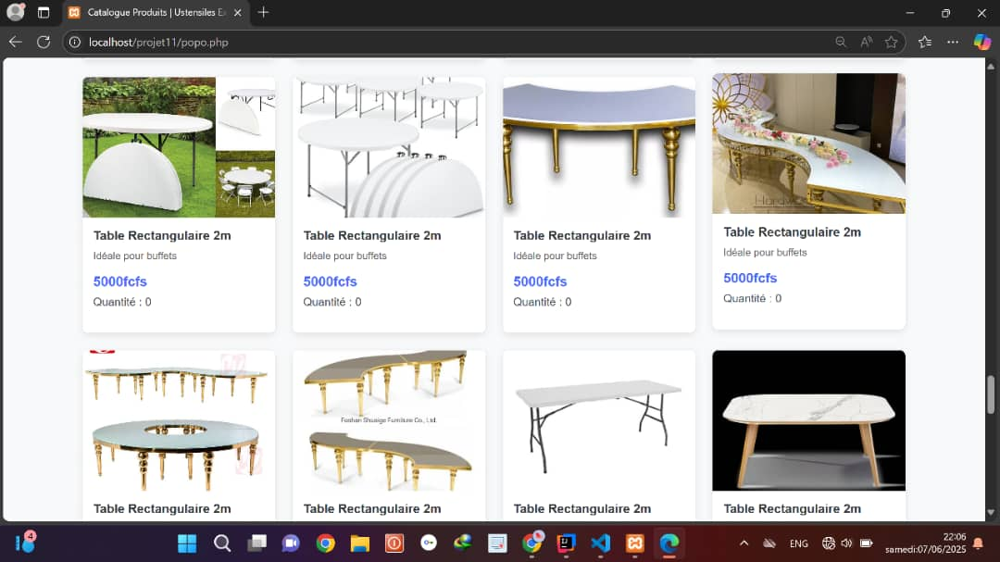 Catalogue Produits | Ustensiles E
localhost/projet11/popo.php
Table Rectangulaire 2m
Idéale pour buffets
5000fcfs
Quantité : 0
Table Rectangulaire 2m
Idéale pour buffets
5000fcfs
Quantité : 0
Table Rectangulaire 2m
Idéale pour buffets
5000fcfs
Quantité : 0
Table Rectangulaire 2m
Idéale pour buffets
5000fcfs
Quantité : 0
Foshan Shusige Furniture Co., Ltd.
Table Rectangulaire 2m
Table Rectangulaire 2m
Table Rectangulaire 2m
Table Rectangulaire 2m
4
ENG
22:06
samedi:07/06/2025